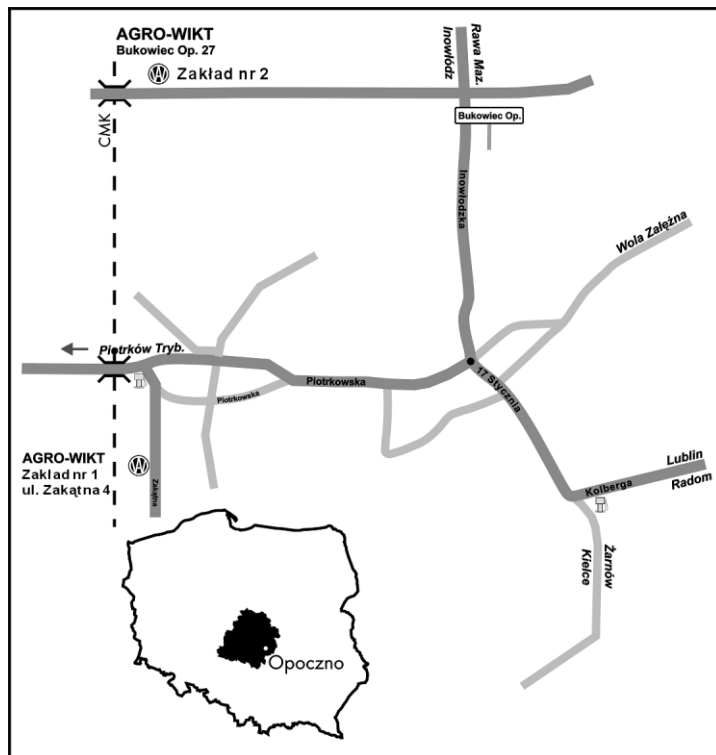 AGRO-WIKT
Bukowiec Op. 27
Zakład nr 2
CMK
Inowłódz
Rawa Maz.
Bukowiec Op.
Inowłodzka
Wola Załężna
Piotrków Tryb.
Piotrkowska
Piotrkowska
17 Stycznia
AGRO-WIKT
Zakład nr 1
ul. Zakątna 4
Zakątna
Kolberga
Lublin
Radom
Kielce
Żarnów
Opoczno